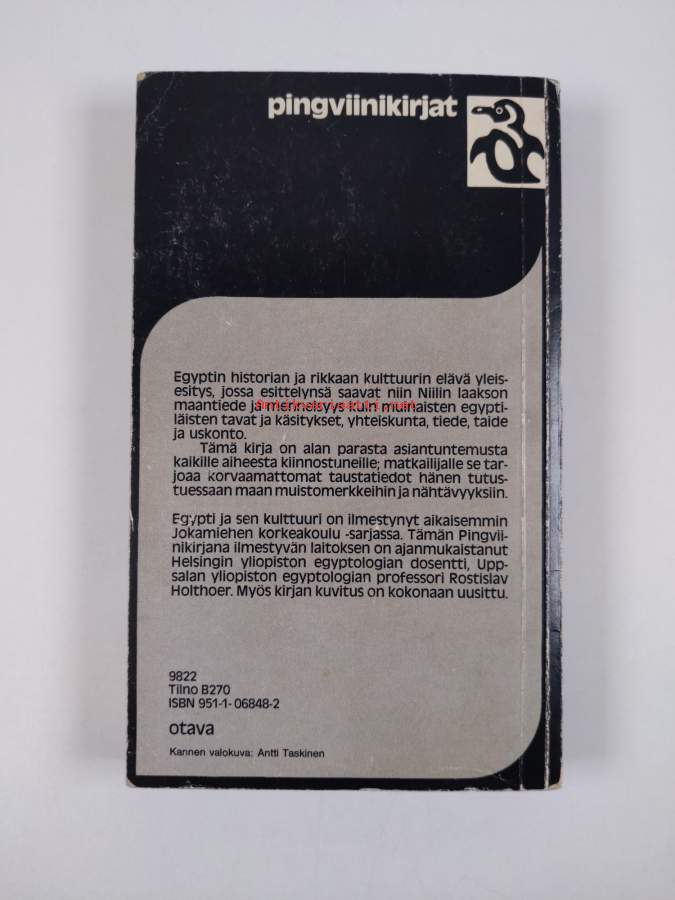 pingviinikirjat
Egyptin historian ja rikkaan kulttuurin elävä yleis-
esitys, jossa esittelynsä saavat niin Niilin laakson
maantiede ja menneisyys kuin muinaisten egypti-
läisten tavat ja käsitykset, yhteiskunta, tiede, taide
ja uskonto.
Tämä kirja on alan parasta asiantuntemusta
kaikille aiheesta kiinnostuneille; matkailijalle se tar-
joaa korvaamattomat taustatiedot hänen tutus-
tuessaan maan muistomerkkeihin ja nähtävyyksiin.
Egypti ja sen kulttuuri on ilmestynyt aikaisemmin
Jokamiehen korkeakoulu -sarjassa. Tämän Pingvii-
nikirjana ilmestyvän laitoksen on ajanmukaistanut
Helsingin yliopiston egyptologian dosentti, Upp-
salan yliopiston egyptologian professori Rostislav
Holthoer. Myös kirjan kuvitus on kokonaan uusittu.
9822
Tilno B270
ISBN 951-1-06848-2
otava
Kannen valokuva: Antti Taskinen